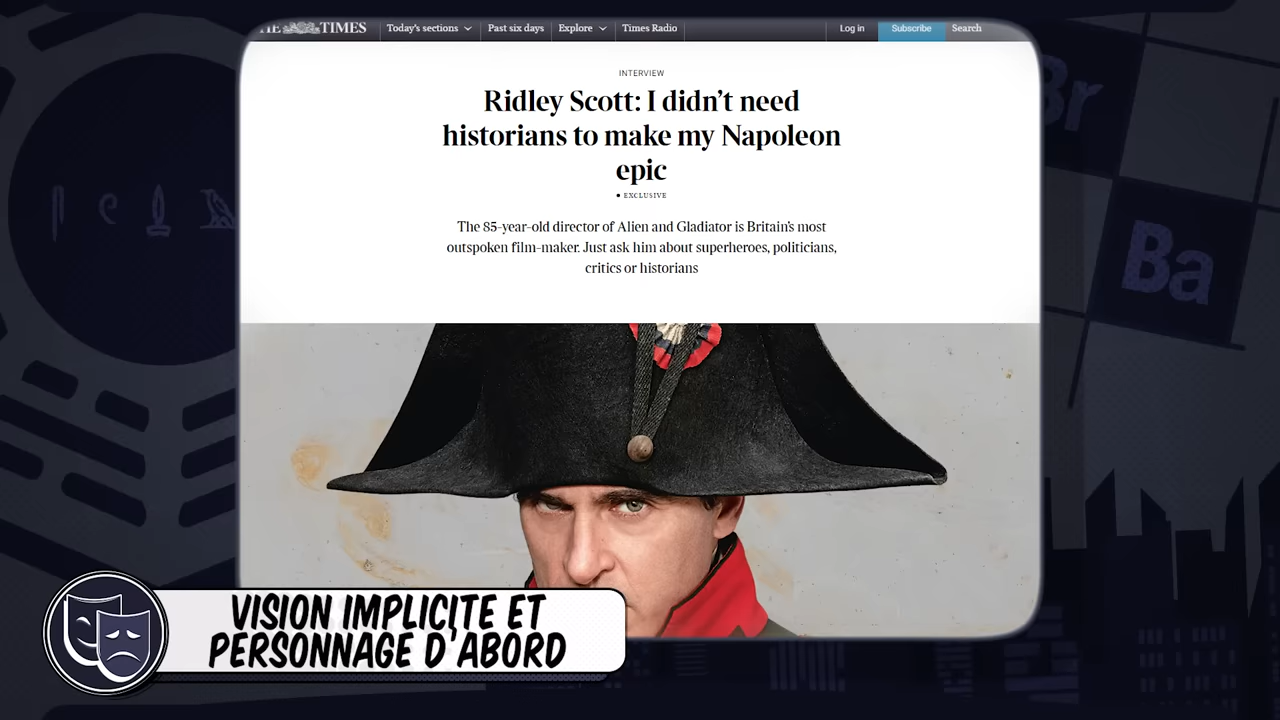 THE TIMES
Today's sections
Past six days
Explore
Times Radio
Log in
Subscribe
Search
INTERVIEW
Ridley Scott: I didn’t need
historians to make my Napoleon
epic
• EXCLUSIVE
The 85-year-old director of Alien and Gladiator is Britain’s most
outspoken film-maker. Just ask him about superheroes, politicians,
critics or historians
Br
Ba
VISION IMPLICITE ET
PERSONNAGE D'ABORD